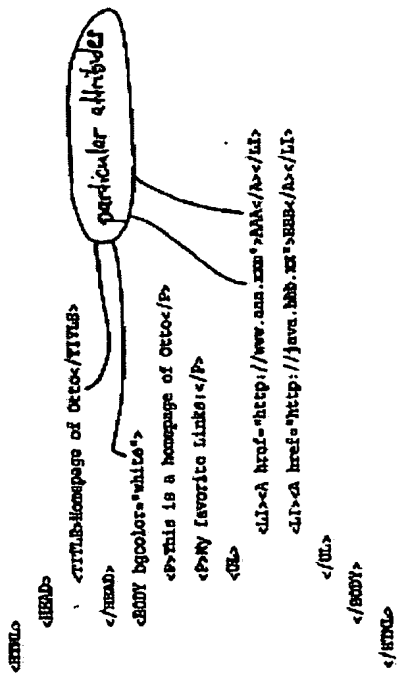 <HTML>
<HEAD>
<TITLE>Homepage of Otto</TITLE>
</HEAD>
<BODY bgcolor="white">
<P>This is a homepage of Otto</P>
<P>My favorite Links:</P>
<UL>
<LI><A href="http://www.aaa.xxx">AAA</A></LI>
<LI><A href="http://java.bbb.xx">BBB</A></LI>
</UL>
</BODY>
</HTML>
particular attributes